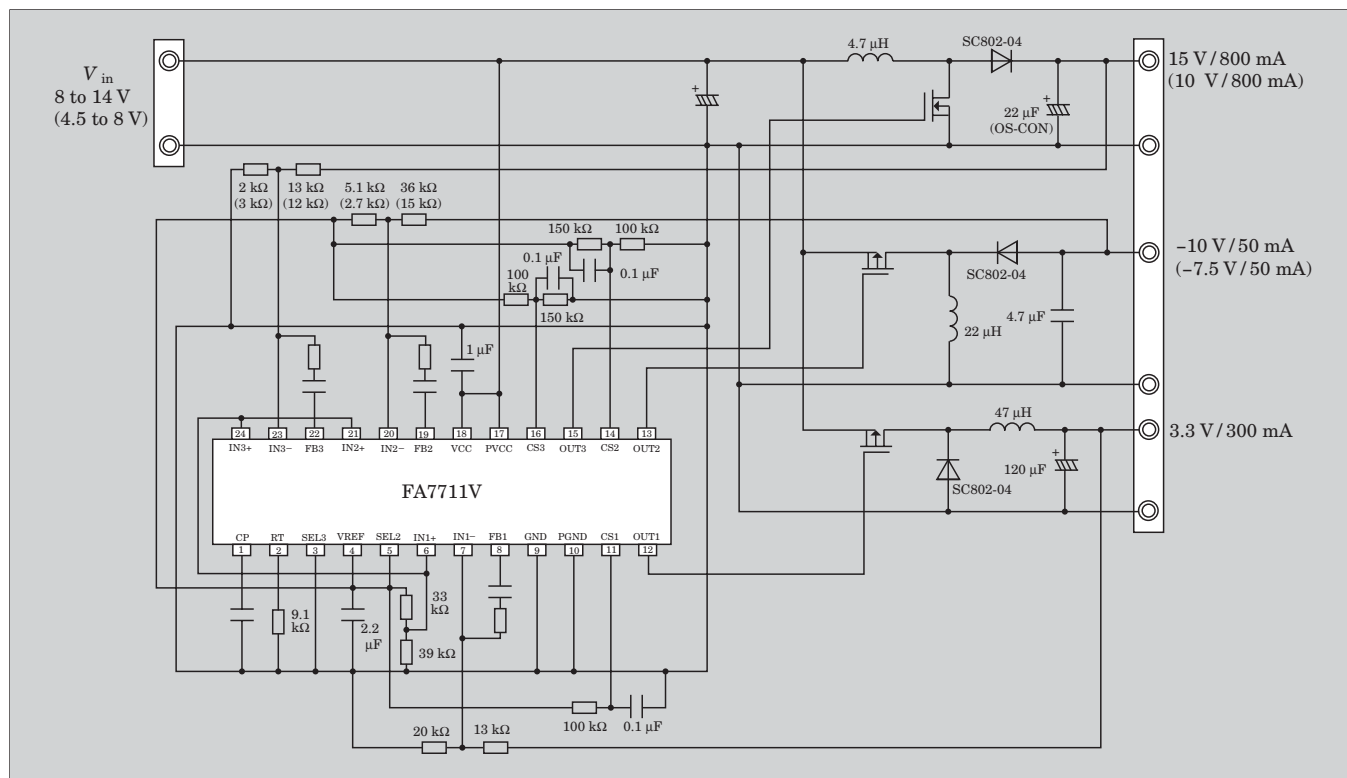 4.7 µH
SC802-04
V in
8 to 14 V
(4.5 to 8 V)
+
22 µF
(OS-CON)
+
15 V/800 mA
(10 V/800 mA)
2 kΩ
(3 kΩ)
13 kΩ
(12 kΩ)
5.1 kΩ
(2.7 kΩ)
36 kΩ
(15 kΩ)
150 kΩ
100 kΩ
0.1 µF
0.1 µF
100
kΩ
150 kΩ
SC802-04
−10 V/50 mA
(−7.5 V/50 mA)
22 µH
4.7 µF
1 µF
24
23
22
21
20
19
18
17
16
15
14
13
IN3+
IN3−
FB3
IN2+
IN2−
FB2
VCC
PVCC
CS3
OUT3
CS2
OUT2
FA7711V
CP
RT
SEL3
VREF
SEL2
IN1+
IN1−
FB1
GND
PGND
CS1
OUT1
1
2
3
4
5
6
7
8
9
10
11
12
47 µH
3.3 V/300 mA
SC802-04
120 µF
+
9.1
kΩ
2.2
µF
33
kΩ
39 kΩ
100 kΩ
0.1 µF
20 kΩ
13 kΩ